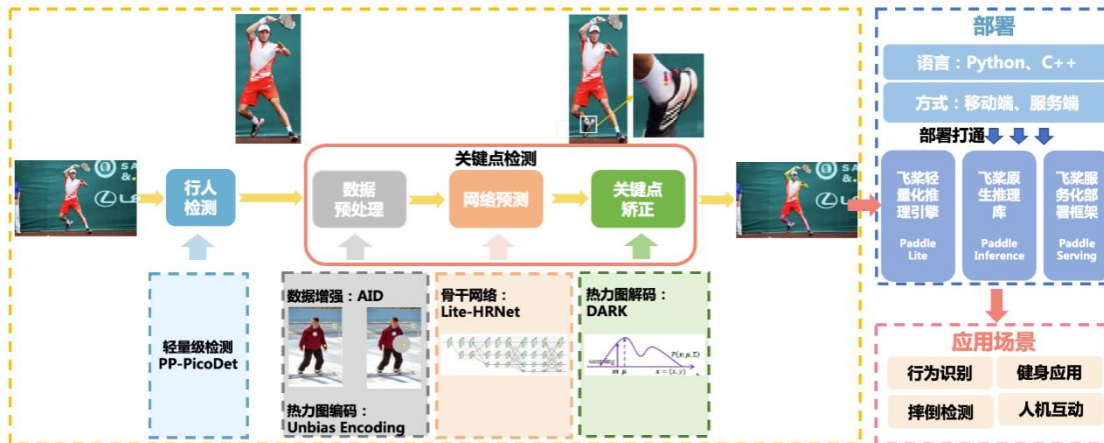 部署
语言：Python、C++
方式：移动端、服务端
部署打通
飞桨轻
量化推
理引擎
Paddle
Lite
飞桨原
生推理
库
Paddle
Inference
飞桨服
务化部
署框架
Paddle
Serving
关键点检测
行人
检测
数据
预处理
网络预测
关键点
矫正
轻量级检测
PP-PicoDet
数据增强：AID
热力图编码：
Unbias Encoding
骨干网络：
Lite-HRNet
热力图解码：
DARK
应用场景
行为识别
健身应用
摔倒检测
人机互动